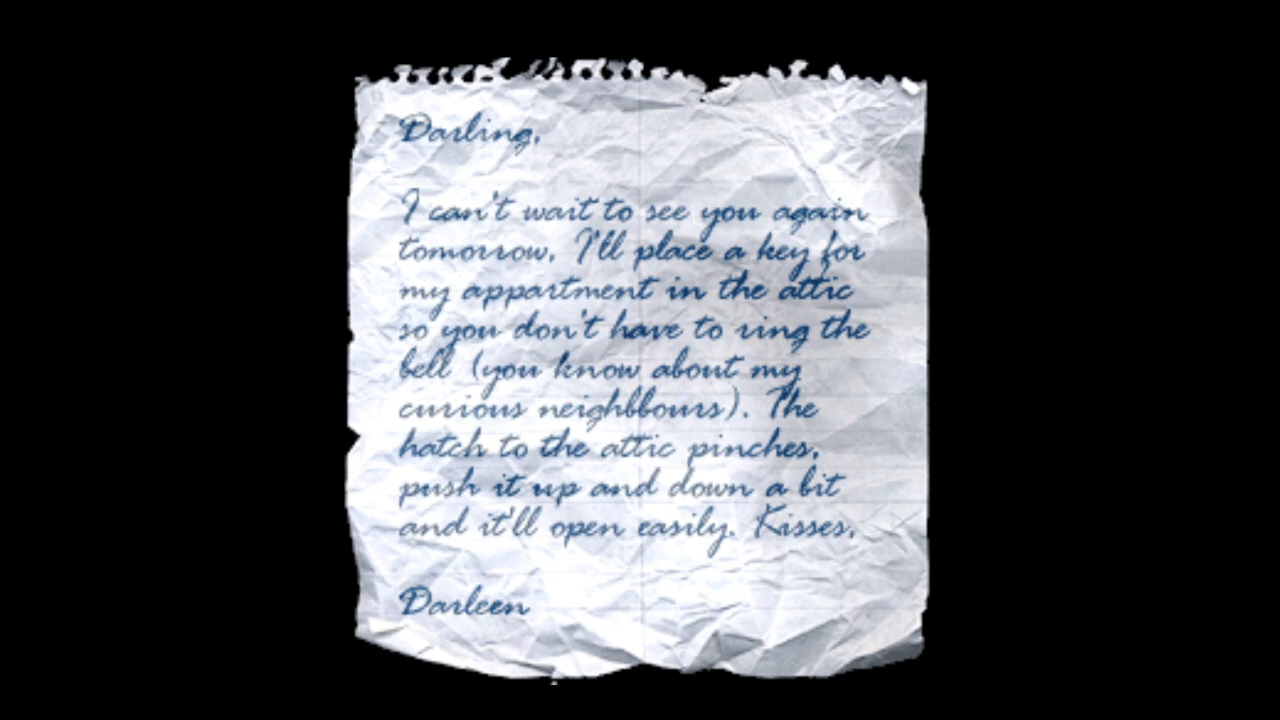 Darling,
I can't wait to see you again
tomorrow, I'll place a key for
my appartment in the attic
so you don't have to ring the
bell (you know about my
curious neighbbours). The
hatch to the attic pinches,
push it up and down a bit
and it'll open easily. Kisses,
Darleen